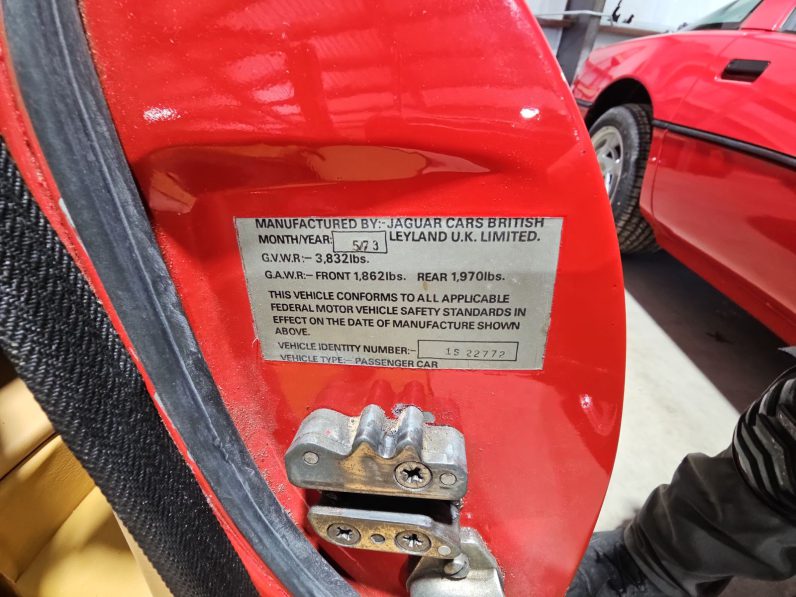 MANUFACTURED BY:- JAGUAR CARS BRITISH
MONTH/YEAR: 5/73 LEYLAND U.K. LIMITED.
G.V.W.R:- 3,832lbs.
G.A.W.R:- FRONT 1,862lbs. REAR 1,970lbs.
THIS VEHICLE CONFORMS TO ALL APPLICABLE
FEDERAL MOTOR VEHICLE SAFETY STANDARDS IN
EFFECT ON THE DATE OF MANUFACTURE SHOWN
ABOVE.
VEHICLE IDENTITY NUMBER:- 1S 22772
VEHICLE TYPE:- PASSENGER CAR